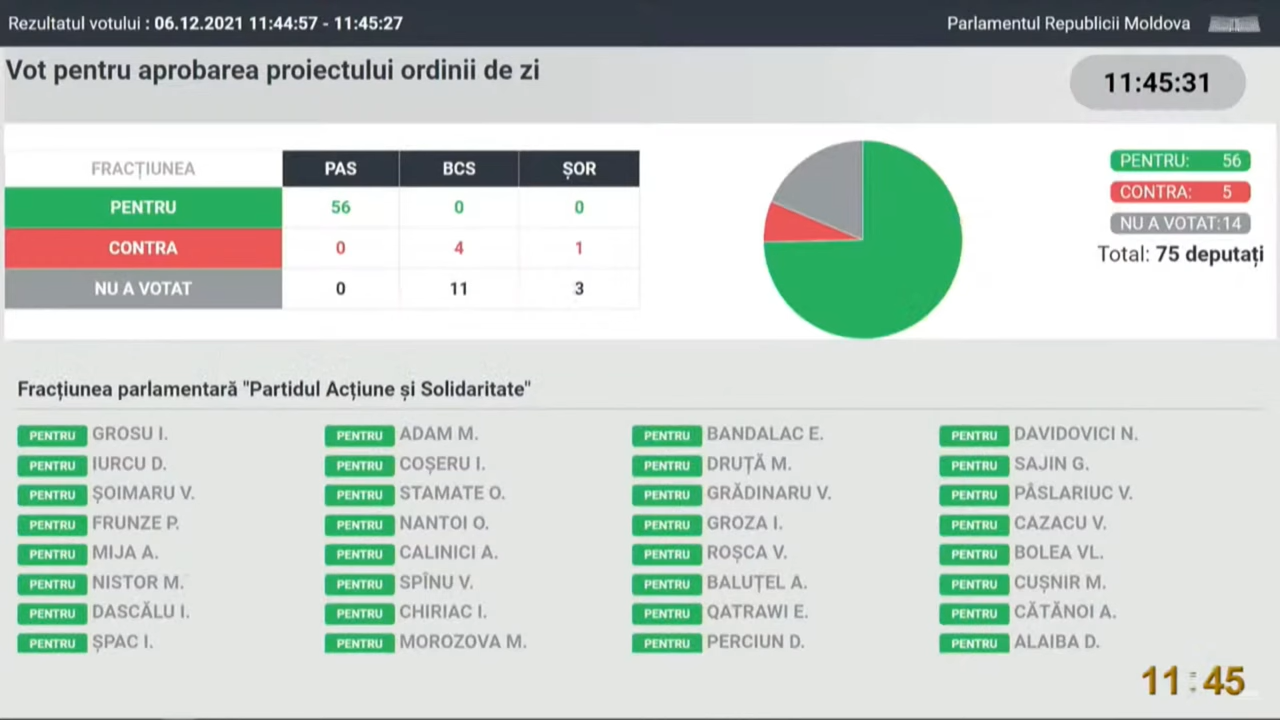 Rezultatul votului : 06.12.2021 11:44:57 - 11:45:27 Parlamentul Republicii Moldova
Vot pentru aprobarea proiectului ordinii de zi
11:45:31
FRACȚIUNEA PAS BCS ȘOR
PENTRU 56 0 0
CONTRA 0 4 1
NU A VOTAT 0 11 3
PENTRU: 56
CONTRA: 5
NU A VOTAT:14
Total: 75 deputați
Fracțiunea parlamentară "Partidul Acțiune și Solidaritate"
PENTRU GROSU I. PENTRU ADAM M. PENTRU BANDALAC E. PENTRU DAVIDOVICI N.
PENTRU IURCU D. PENTRU COȘERU I. PENTRU DRUȚĂ M. PENTRU SAJIN G.
PENTRU ȘOIMARU V. PENTRU STAMATE O. PENTRU GRĂDINARU V. PENTRU PÂSLARIUC V.
PENTRU FRUNZE P. PENTRU NANTOI O. PENTRU GROZA I. PENTRU CAZACU V.
PENTRU MIJA A. PENTRU CALINICI A. PENTRU ROȘCA V. PENTRU BOLEA VL.
PENTRU NISTOR M. PENTRU SPÎNU V. PENTRU BALUȚEL A. PENTRU CUȘNIR M.
PENTRU DASCĂLU I. PENTRU CHIRIAC I. PENTRU QATRAWI E. PENTRU CĂTĂNOI A.
PENTRU ȘPAC I. PENTRU MOROZOVA M. PENTRU PERCIUN D. PENTRU ALAIBA D.
11:45